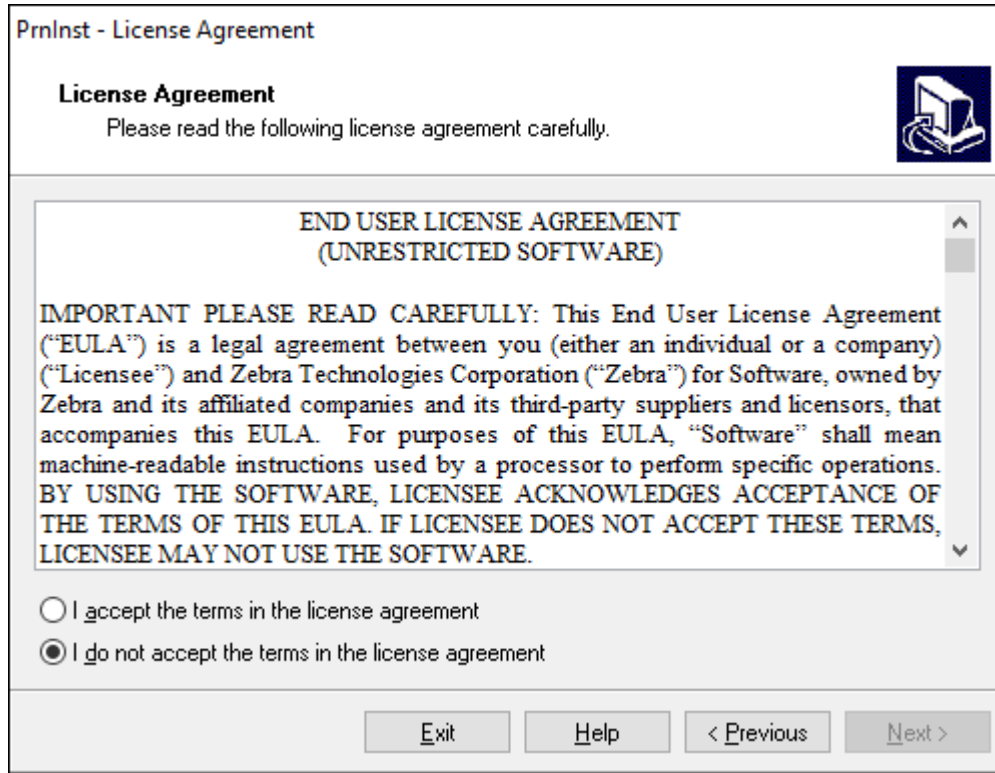 PrnInst - License Agreement
License Agreement
Please read the following license agreement carefully.
END USER LICENSE AGREEMENT
(UNRESTRICTED SOFTWARE)
IMPORTANT PLEASE READ CAREFULLY: This End User License Agreement
(“EULA”) is a legal agreement between you (either an individual or a company)
(“Licensee”) and Zebra Technologies Corporation (“Zebra”) for Software, owned by
Zebra and its affiliated companies and its third-party suppliers and licensors, that
accompanies this EULA.  For purposes of this EULA, “Software” shall mean
machine-readable instructions used by a processor to perform specific operations.
BY USING THE SOFTWARE, LICENSEE ACKNOWLEDGES ACCEPTANCE OF
THE TERMS OF THIS EULA. IF LICENSEE DOES NOT ACCEPT THESE TERMS,
LICENSEE MAY NOT USE THE SOFTWARE.
I accept the terms in the license agreement
I do not accept the terms in the license agreement
Exit
Help
< Previous
Next >